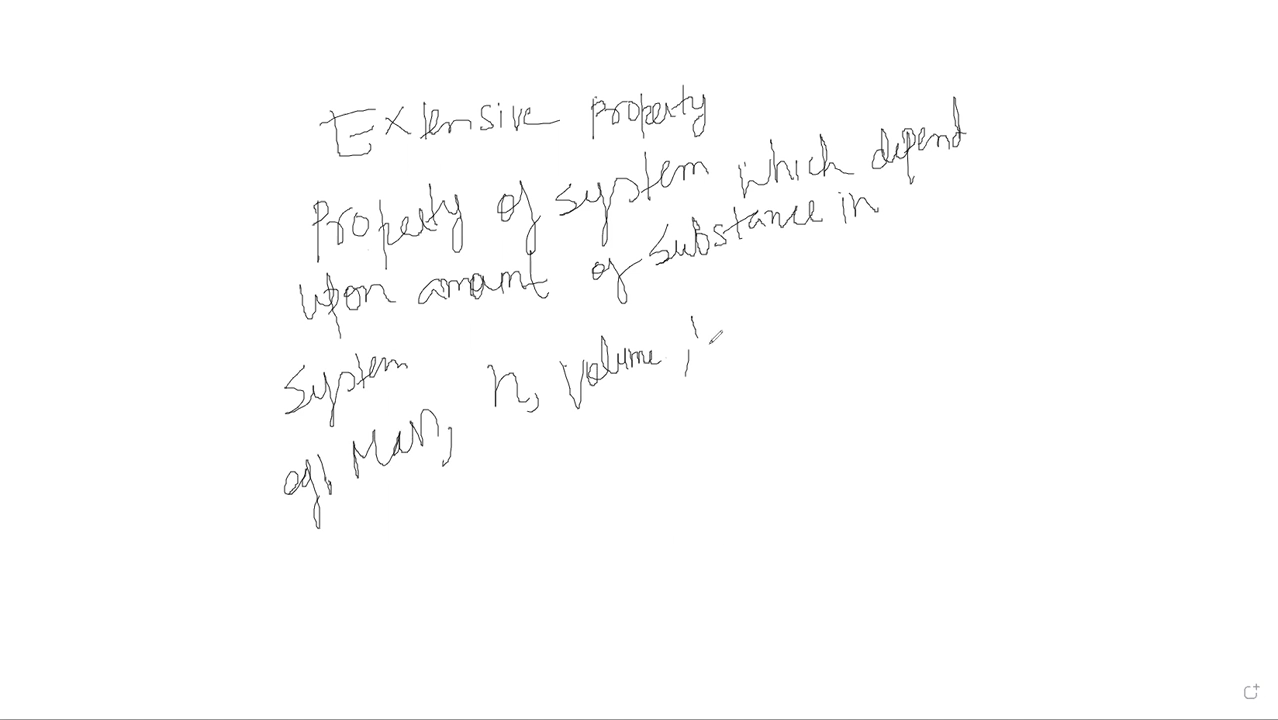 Extensive property
Property of system which depend
upon amount of substance in
system
eg, Mass, n, Volume,